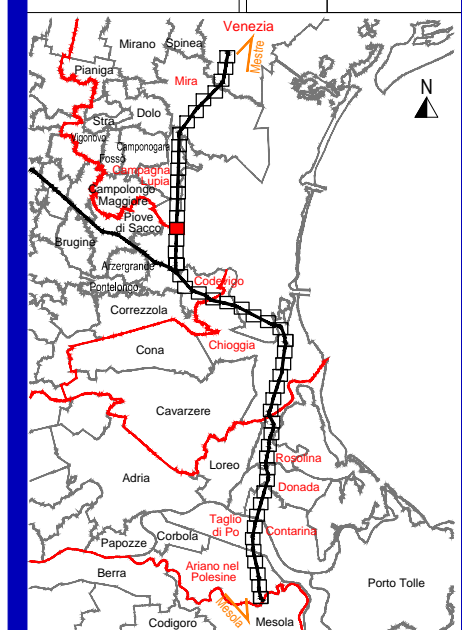 Venezia
Mirano
Spinea
Mestre
Pianiga
Mira
N
Stra
Dolo
Vigonovo
Camponogara
Fosso
Campagna
Lupia
Campolongo
Maggiore
Piove
di Sacco
Brugine
Arzergrande
Codevigo
Pontelongo
Correzzola
Cona
Chioggia
Cavarzere
Loreo
Rosolina
Adria
Donada
Taglio
di Po
Contarina
Corbola
Papozze
Berra
Ariano nel
Polesine
Porto Tolle
Mesola
Codigoro
Mesola